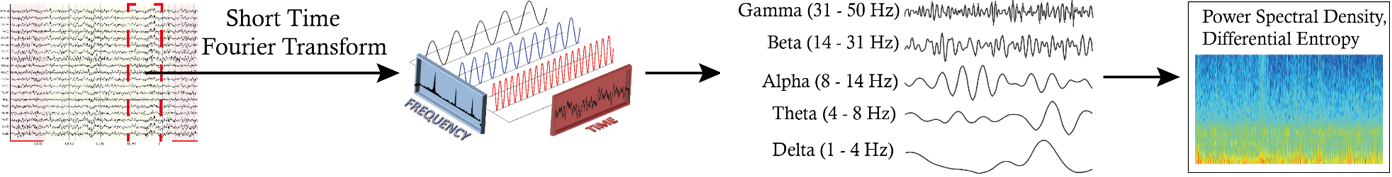 Short Time
Fourier Transform
FREQUENCY
TIME
Gamma (31 - 50 Hz)
Beta (14 - 31 Hz)
Alpha (8 - 14 Hz)
Theta (4 - 8 Hz)
Delta (1 - 4 Hz)
Power Spectral Density,
Differential Entropy